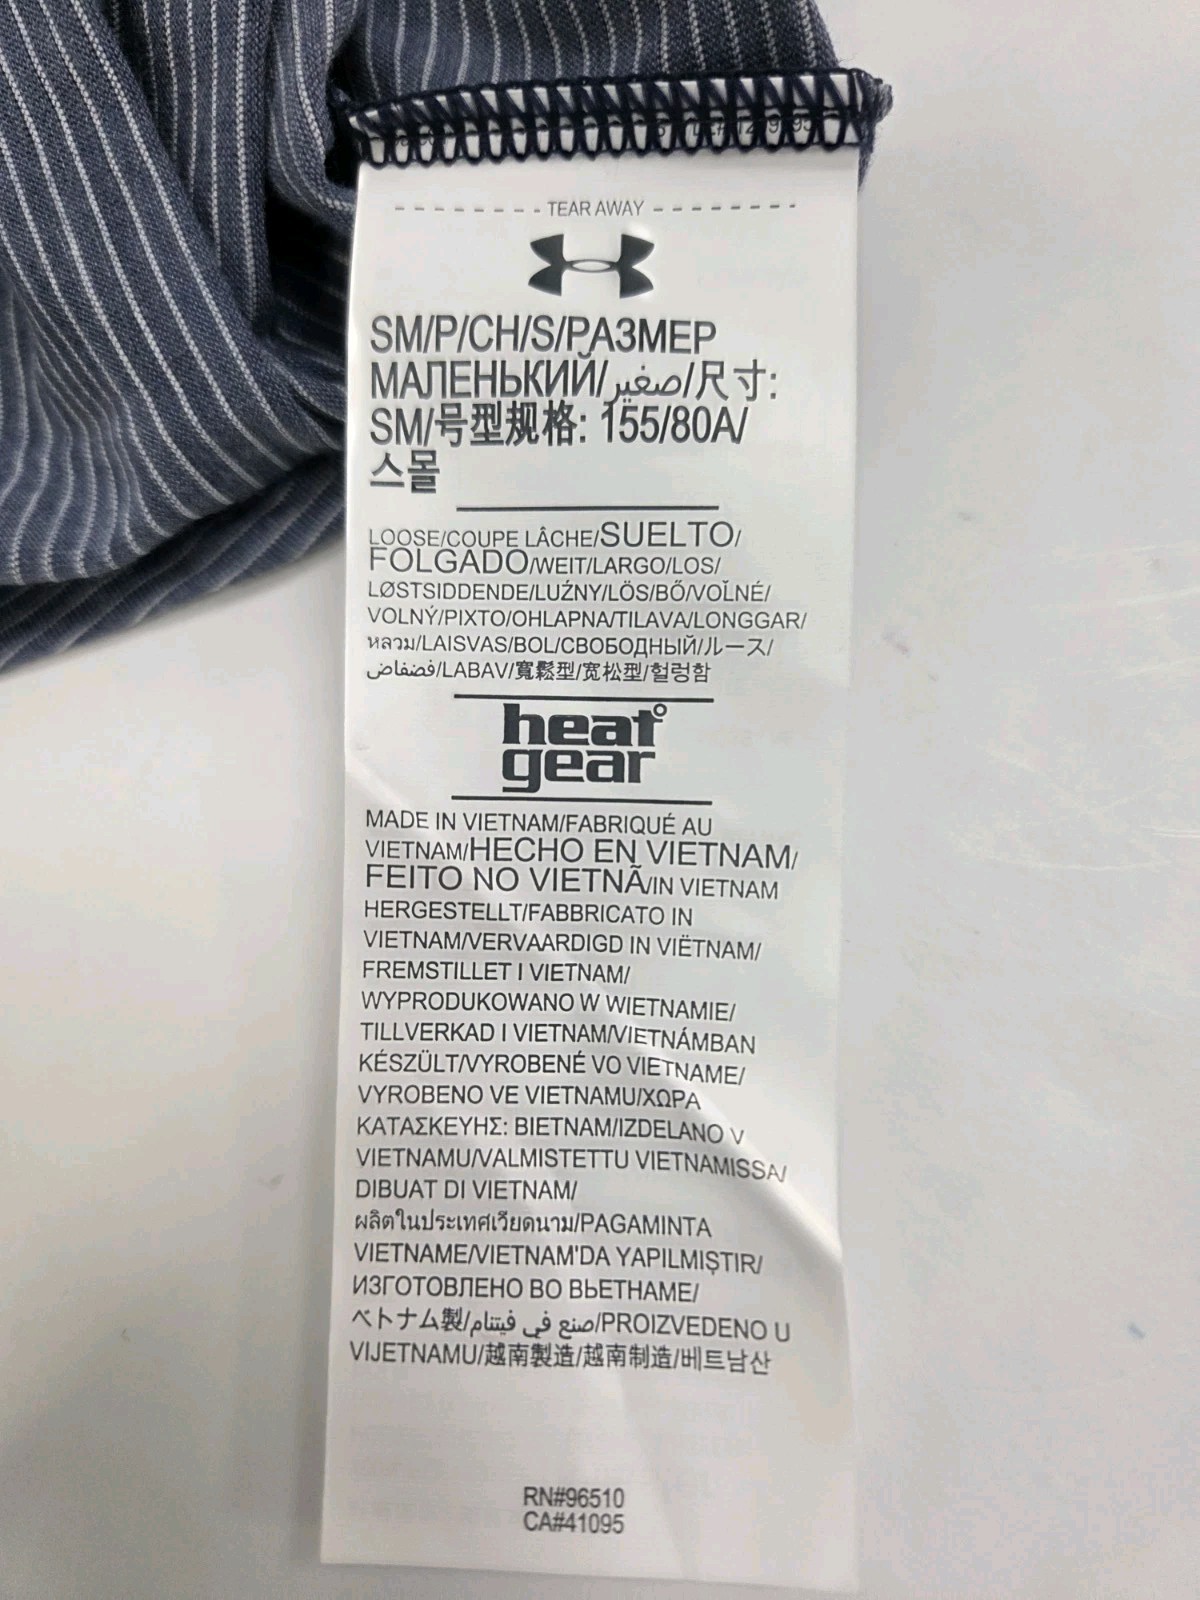 TEAR AWAY
SM/P/CH/S/РАЗМЕР
МАЛЕНЬКИЙ/صغير/尺寸:
SM/号型规格: 155/80A/
스몰
LOOSE/COUPE LÂCHE/SUELTO/
FOLGADO/WEIT/LARGO/LOS/
LØSTSIDDENDE/LUŹNY/LÖS/BŐ/VOĽNÉ/
VOLNÝ/PIXTO/OHLAPNA/TILAVA/LONGGAR/
หลวม/LAISVAS/BOL/СВОБОДНЫЙ/ルース/
فضفاض/LABAV/寬鬆型/宽松型/헐렁함
heat
gear
MADE IN VIETNAM/FABRIQUÉ AU
VIETNAM/HECHO EN VIETNAM/
FEITO NO VIETNÃ/IN VIETNAM
HERGESTELLT/FABBRICATO IN
VIETNAM/VERVAARDIGD IN VIËTNAM/
FREMSTILLET I VIETNAM/
WYPRODUKOWANO W WIETNAMIE/
TILLVERKAD I VIETNAM/VIETNÁMBAN
KÉSZÜLT/VYROBENÉ VO VIETNAME/
VYROBENO VE VIETNAMU/ΧΩΡΑ
ΚΑΤΑΣΚΕΥΗΣ: ΒΙΕΤΝΑΜ/IZDELANO V
VIETNAMU/VALMISTETTU VIETNAMISSA/
DIBUAT DI VIETNAM/
ผลิตในประเทศเวียดนาม/PAGAMINTA
VIETNAME/VIETNAM'DA YAPILMIŞTIR/
ИЗГОТОВЛЕНО ВО ВЬЕТНАМЕ/
ベトナム製/صنع في فيتنام/PROIZVEDENO U
VIJETNAMU/越南製造/越南制造/베트남산
RN#96510
CA#41095